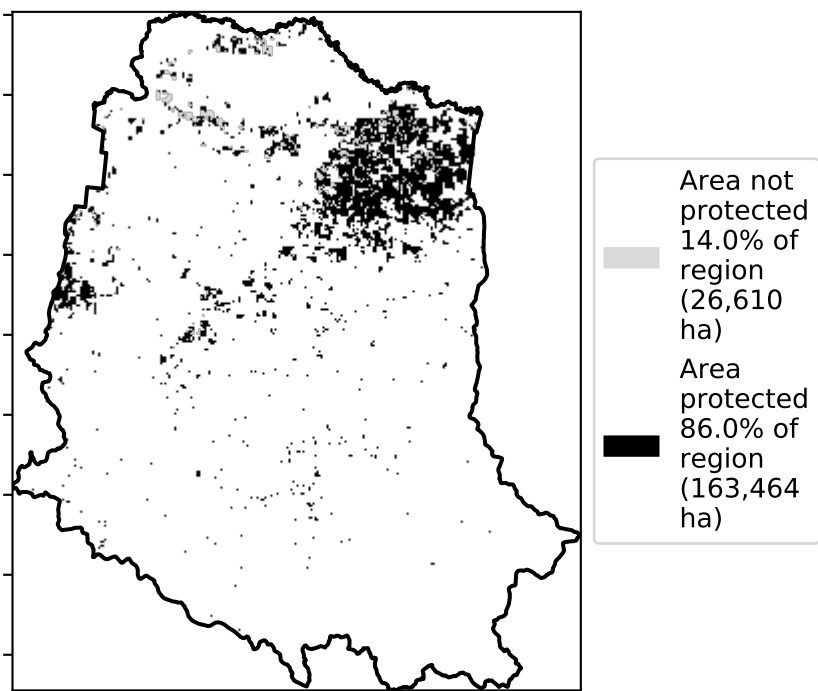 Area not
protected
14.0% of
region
(26,610
ha)
Area
protected
86.0% of
region
(163,464
ha)